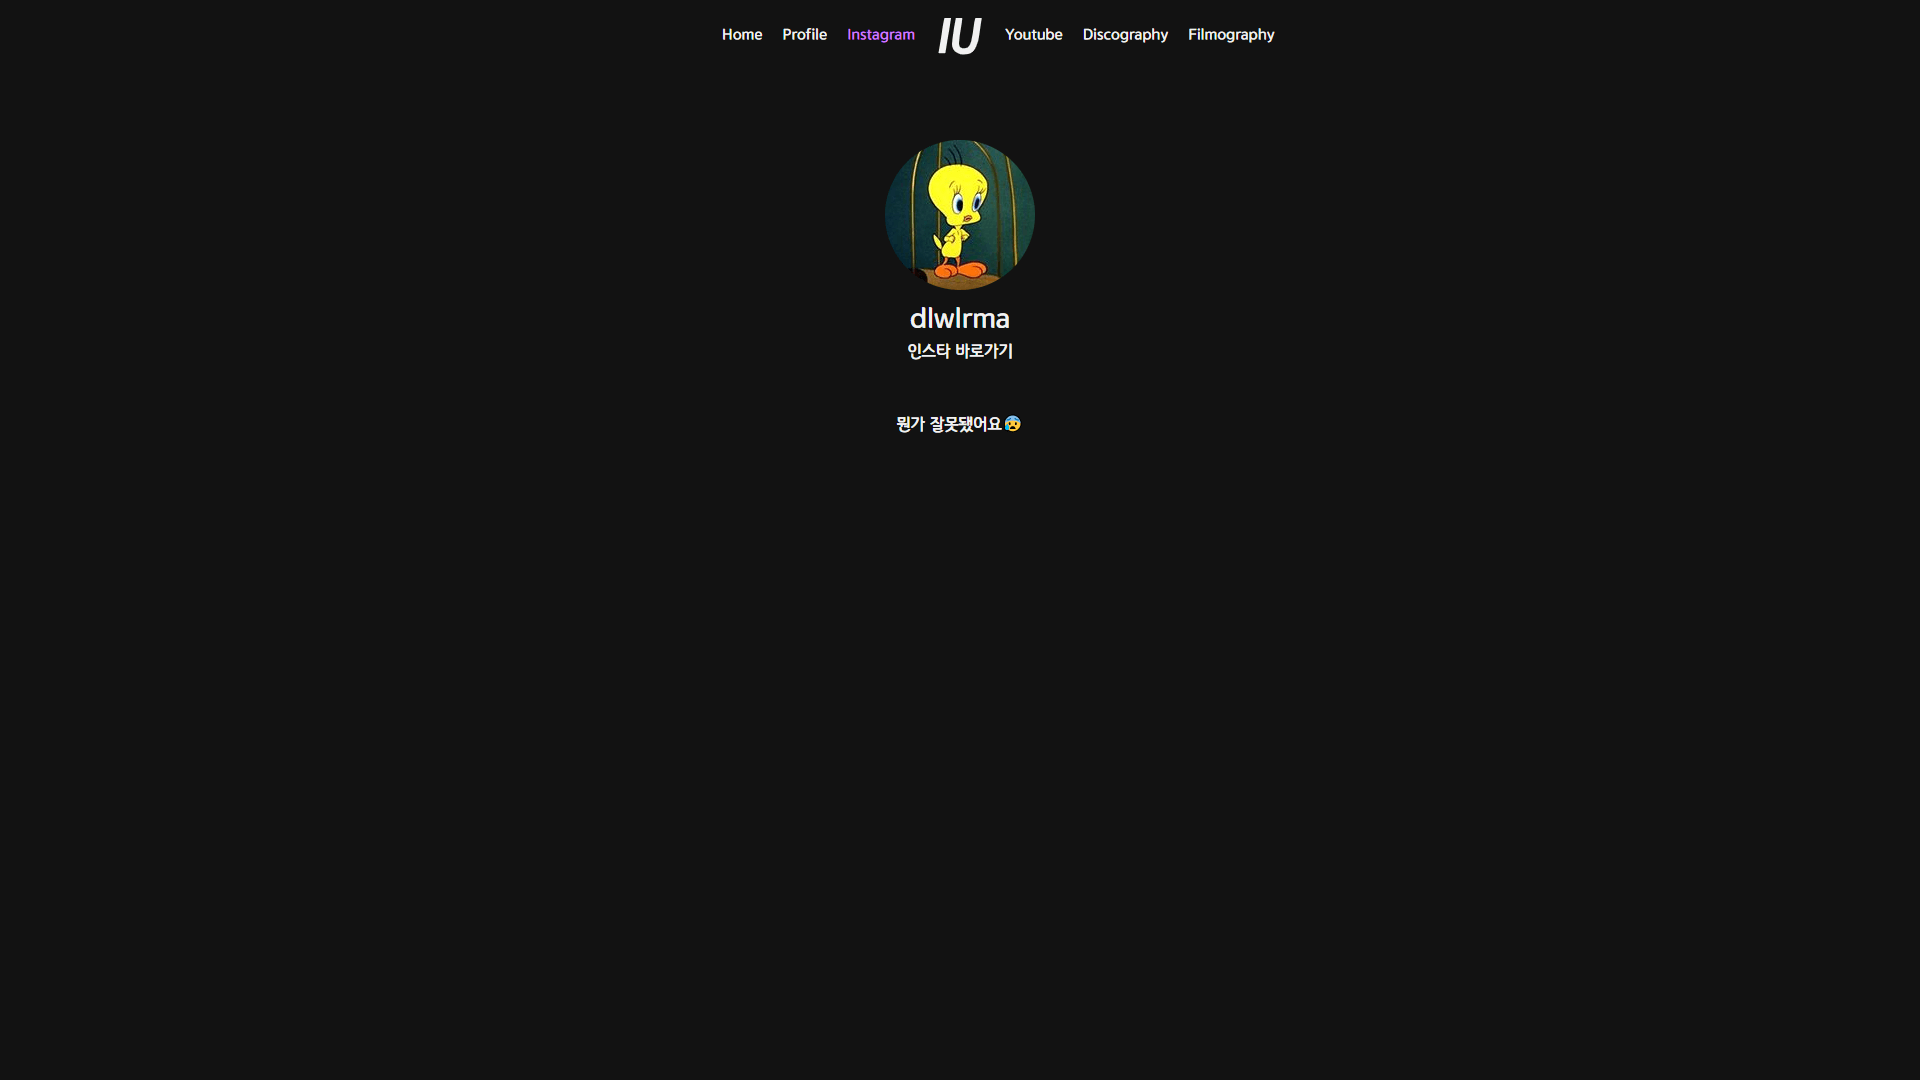 Home Profile Instagram IU Youtube Discography Filmography
dlwlrma
인스타 바로가기
뭔가 잘못됐어요😰